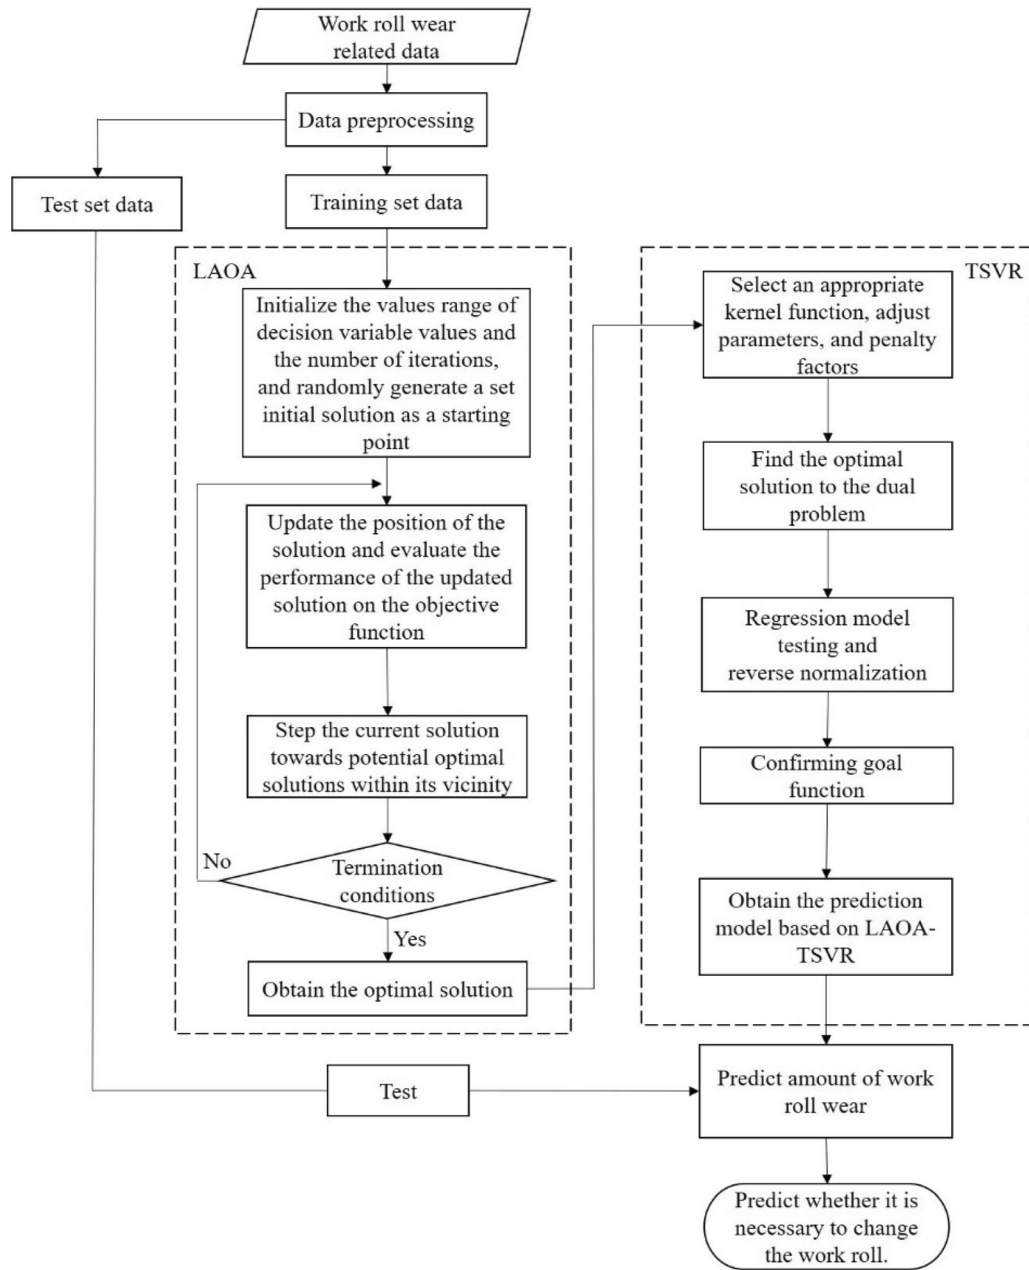 Work roll wear
related data
Data preprocessing
Test set data
Training set data
LAOA
Initialize the values range of
decision variable values and
the number of iterations,
and randomly generate a set
initial solution as a starting
point
Update the position of the
solution and evaluate the
performance of the updated
solution on the objective
function
Step the current solution
towards potential optimal
solutions within its vicinity
No
Termination
conditions
Yes
Obtain the optimal solution
TSVR
Select an appropriate
kernel function, adjust
parameters, and penalty
factors
Find the optimal
solution to the dual
problem
Regression model
testing and
reverse normalization
Confirming goal
function
Obtain the prediction
model based on LAOA-
TSVR
Test
Predict amount of work
roll wear
Predict whether it is
necessary to change
the work roll.